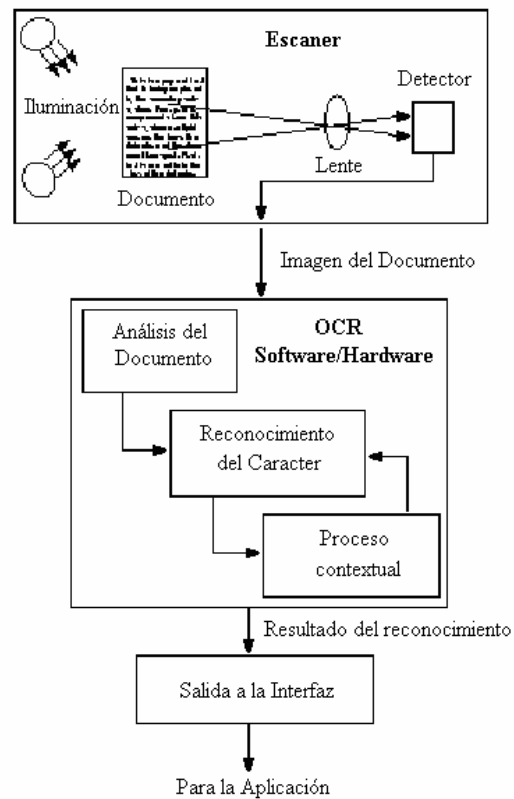 Escaner
Detector
Iluminación
Lente
Documento
Imagen del Documento
OCR
Software/Hardware
Análisis del
Documento
Reconocimiento
del Caracter
Proceso
contextual
Resultado del reconocimiento
Salida a la Interfaz
Para la Aplicación